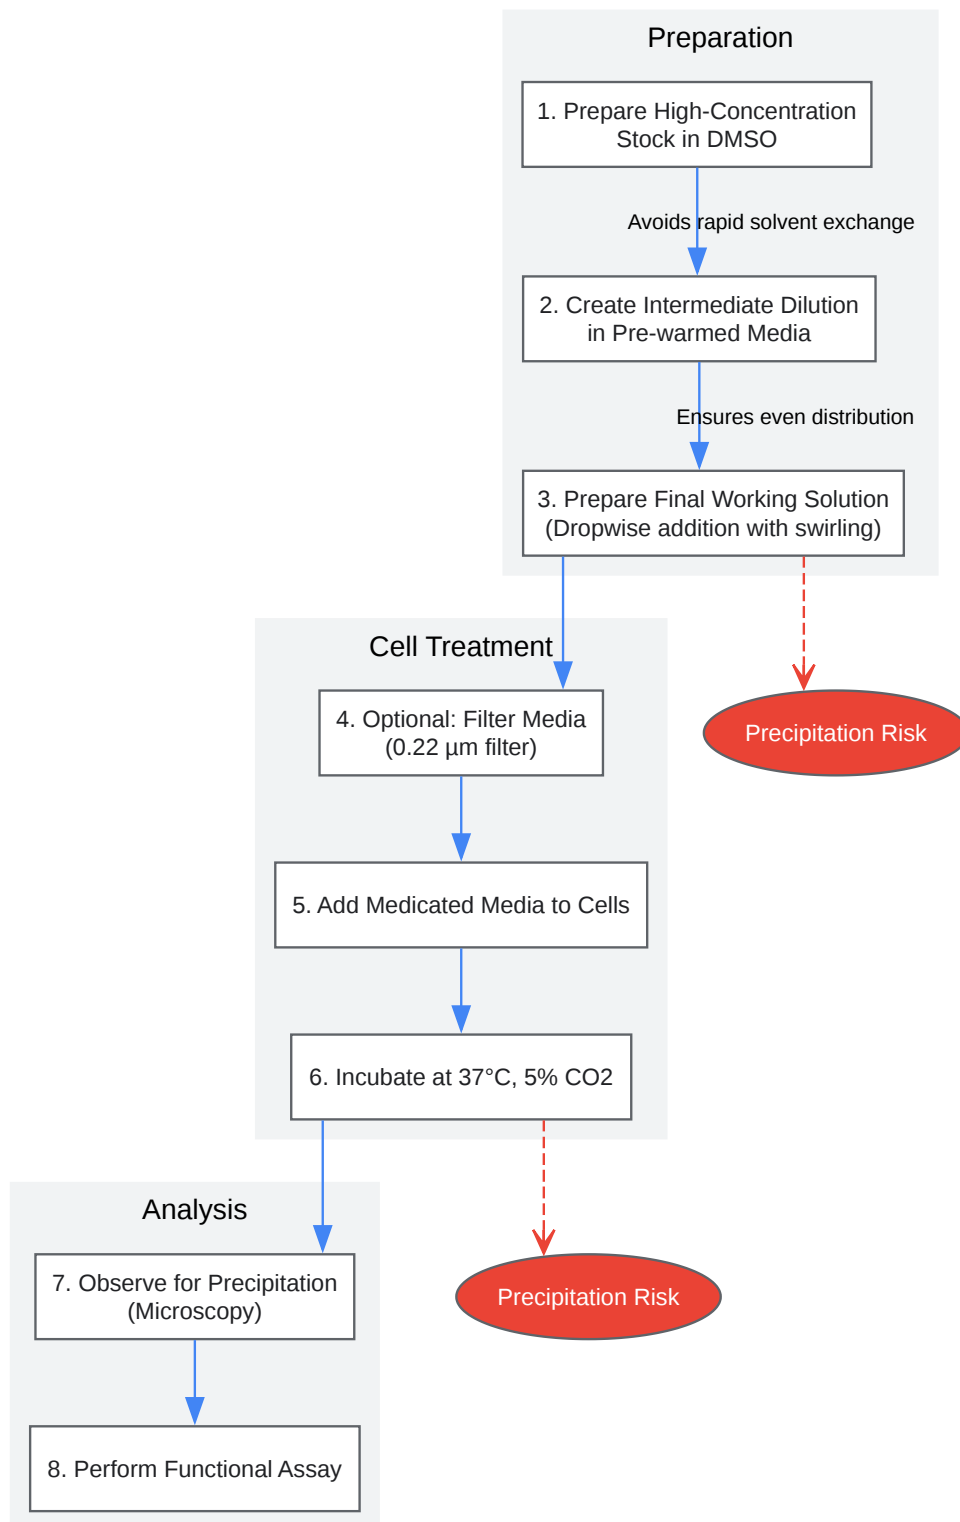 Preparation
1. Prepare High-Concentration
Stock in DMSO
Avoids rapid solvent exchange
2. Create Intermediate Dilution
in Pre-warmed Media
Ensures even distribution
3. Prepare Final Working Solution
(Dropwise addition with swirling)
Cell Treatment
4. Optional: Filter Media
(0.22 µm filter)
Precipitation Risk
5. Add Medicated Media to Cells
6. Incubate at 37°C, 5% CO2
Analysis
7. Observe for Precipitation
(Microscopy)
Precipitation Risk
8. Perform Functional Assay